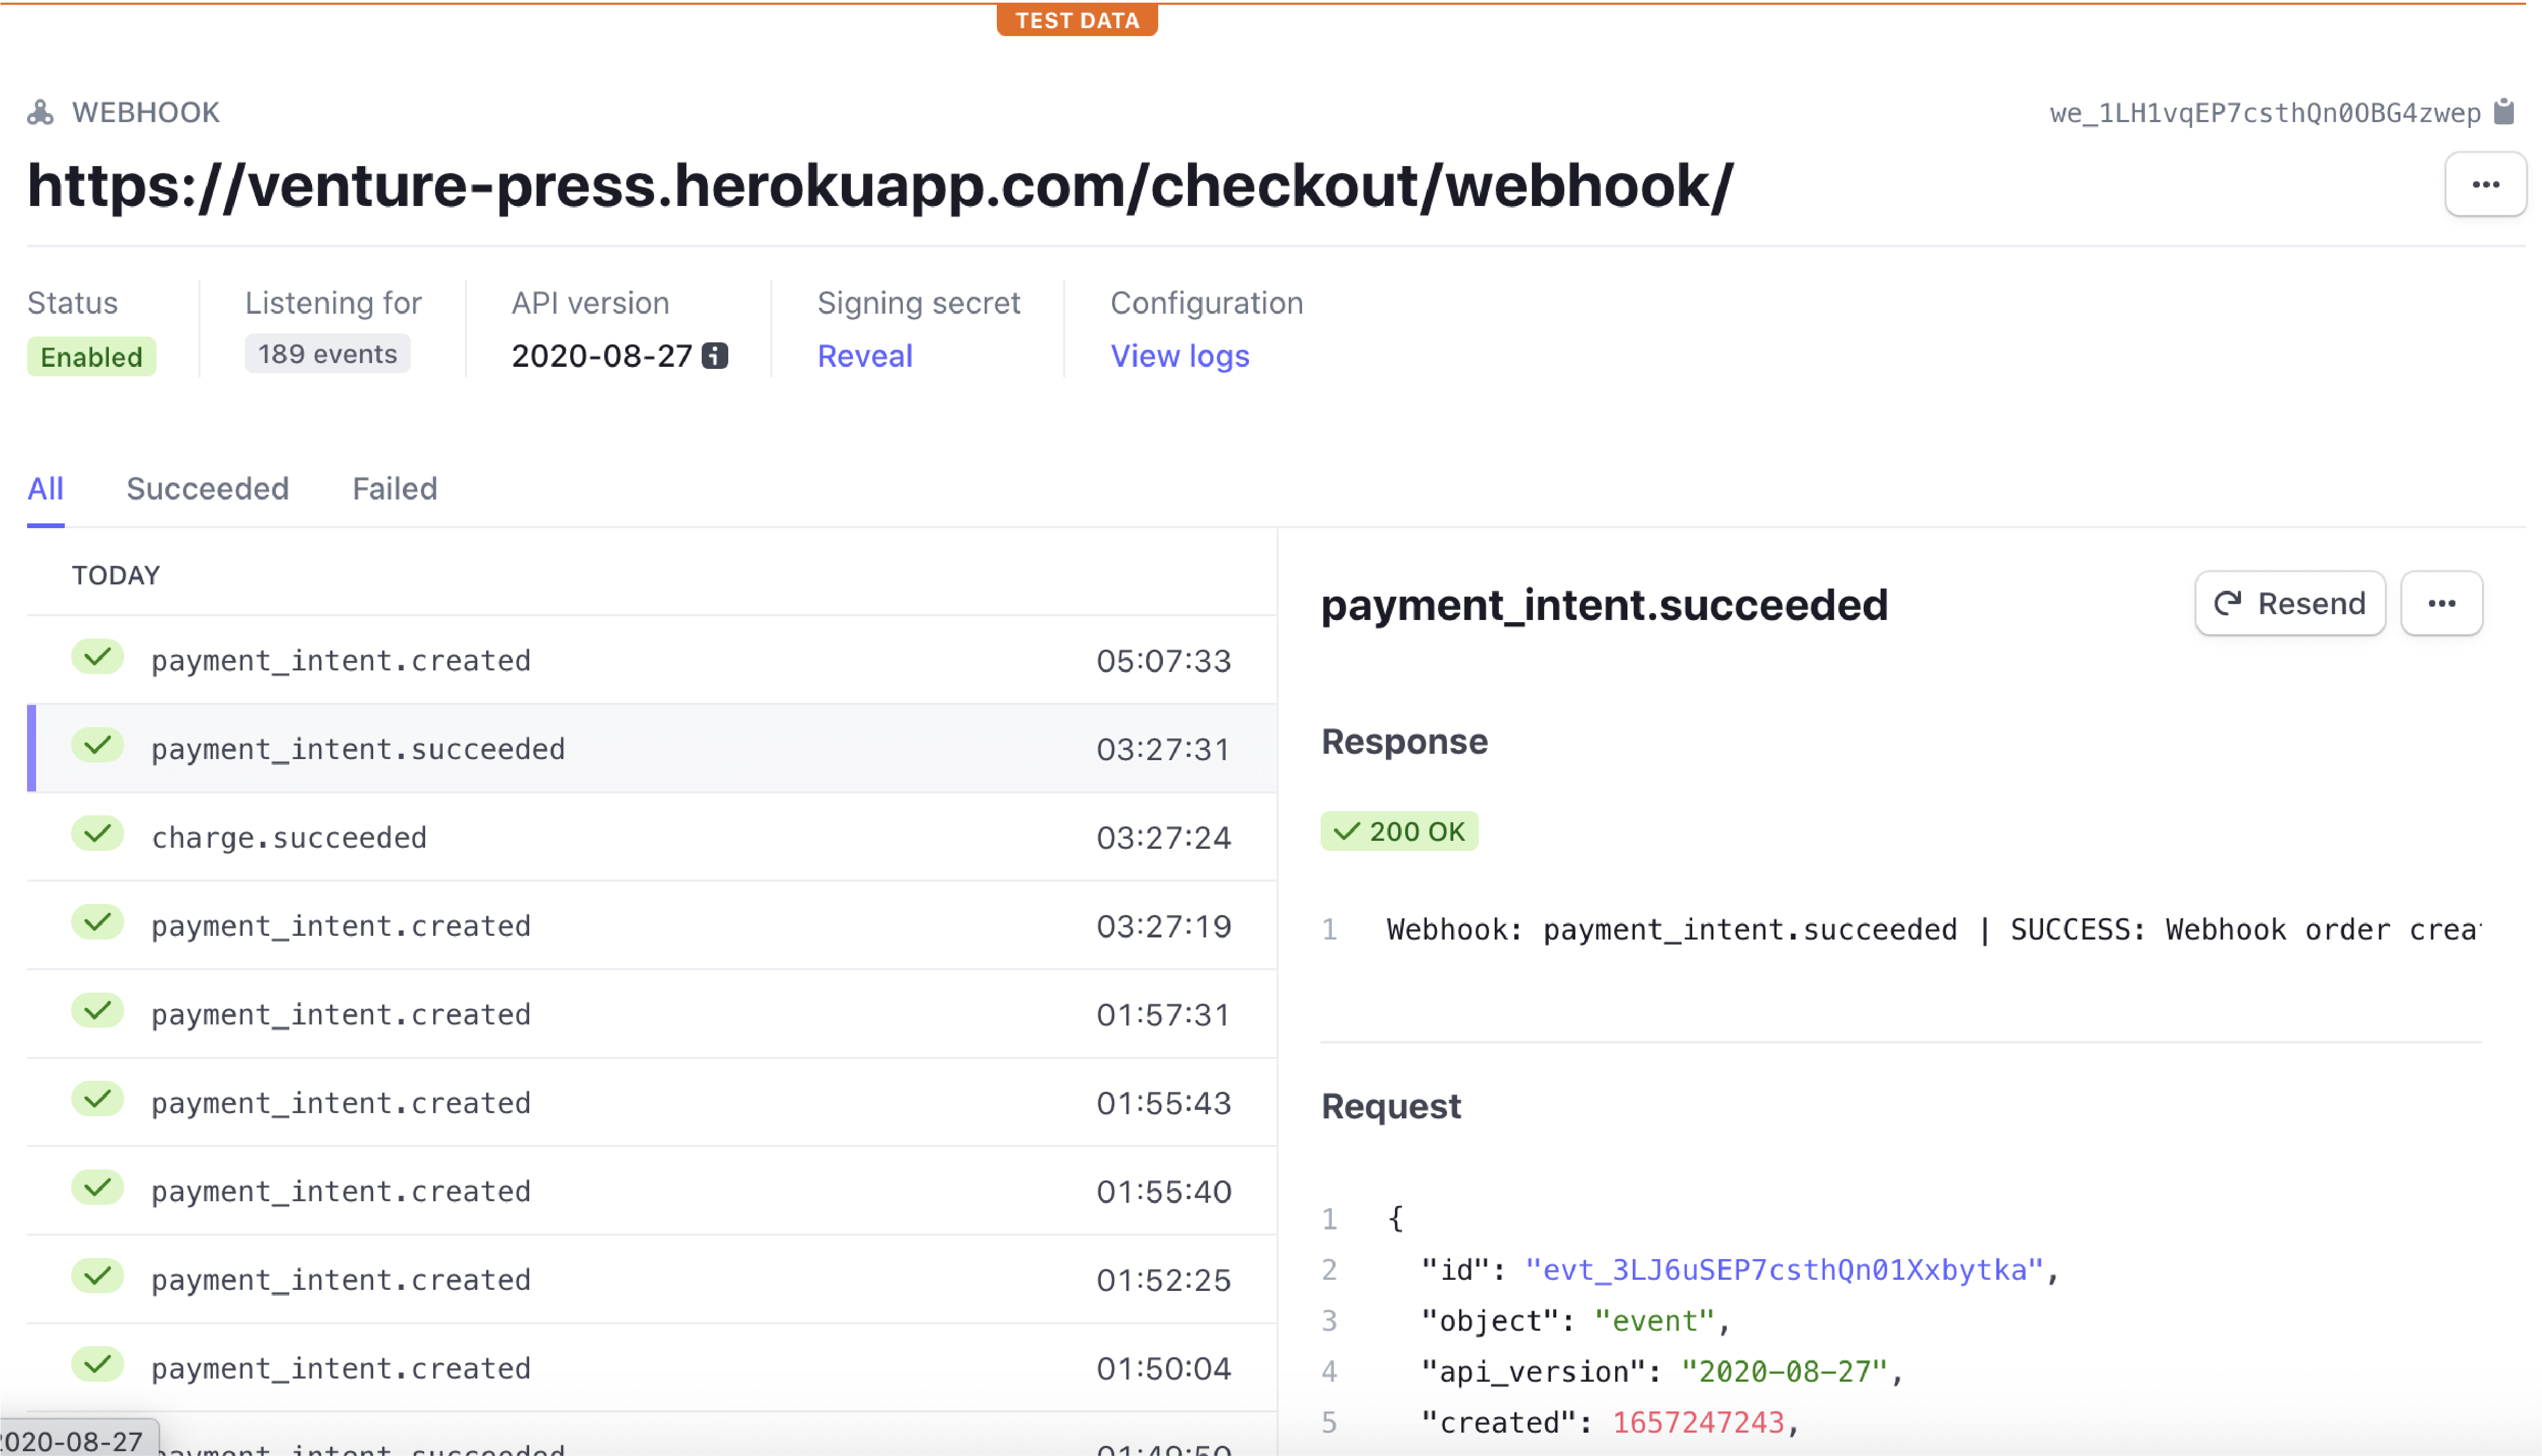 TEST DATA
WEBHOOK
we_1LH1vqEP7csthQn0OBG4zwep
https://venture-press.herokuapp.com/checkout/webhook/
Status
Listening for
API version
Signing secret
Configuration
Enabled
189 events
2020-08-27
Reveal
View logs
All Succeeded Failed
TODAY
payment_intent.created 05:07:33
payment_intent.succeeded 03:27:31
charge.succeeded 03:27:24
payment_intent.created 03:27:19
payment_intent.created 01:57:31
payment_intent.created 01:55:43
payment_intent.created 01:55:40
payment_intent.created 01:52:25
payment_intent.created 01:50:04
payment_intent.succeeded 01:49:50
2020-08-27
payment_intent.succeeded
Resend
Response
200 OK
1 Webhook: payment_intent.succeeded | SUCCESS: Webhook order crea
Request
1 {
2 "id": "evt_3LJ6uSEP7csthQn01Xxbytka",
3 "object": "event",
4 "api_version": "2020-08-27",
5 "created": 1657247243,